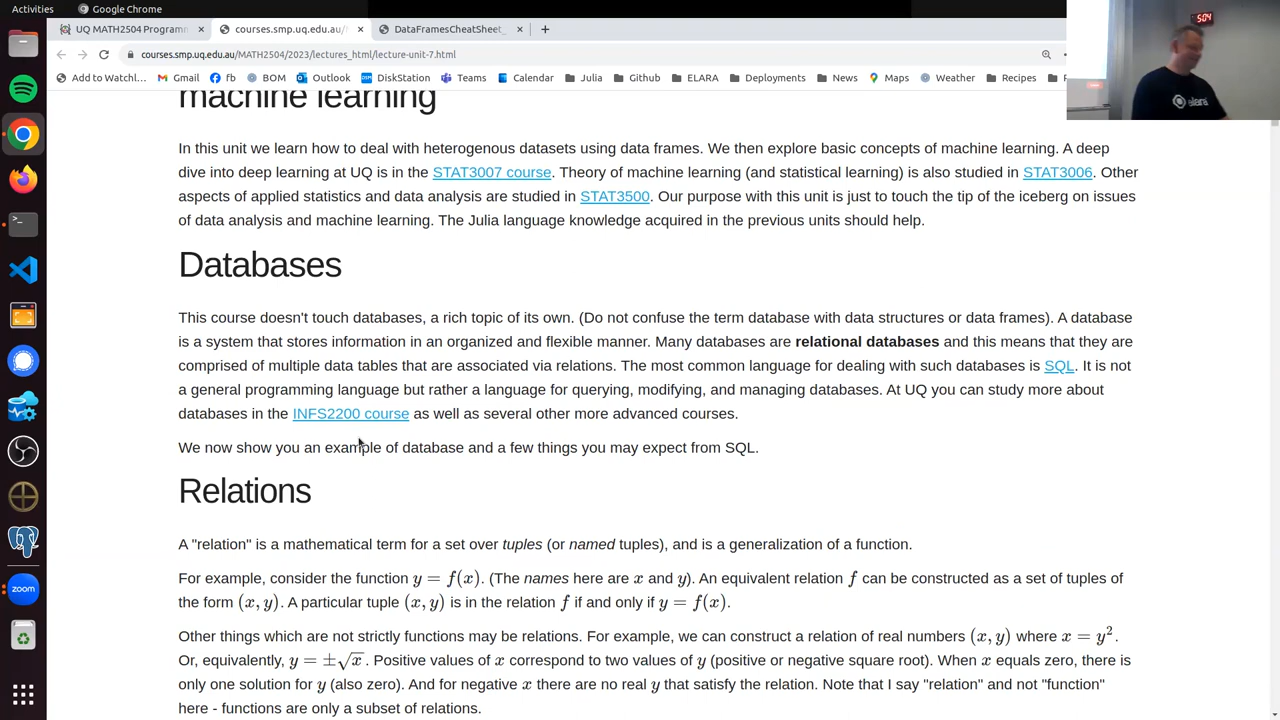 Activities
Google Chrome
UQ MATH2504 Programm
courses.smp.uq.edu.au/
DataFramesCheatSheet_
courses.smp.uq.edu.au/MATH2504/2023/lectures_html/lecture-unit-7.html
Add to Watchl… Gmail fb BOM Outlook DiskStation Teams Calendar Julia Github ELARA Deployments News Maps Weather Recipes
504
elara
machine learning
In this unit we learn how to deal with heterogenous datasets using data frames. We then explore basic concepts of machine learning. A deep
dive into deep learning at UQ is in the STAT3007 course. Theory of machine learning (and statistical learning) is also studied in STAT3006. Other
aspects of applied statistics and data analysis are studied in STAT3500. Our purpose with this unit is just to touch the tip of the iceberg on issues
of data analysis and machine learning. The Julia language knowledge acquired in the previous units should help.
Databases
This course doesn't touch databases, a rich topic of its own. (Do not confuse the term database with data structures or data frames). A database
is a system that stores information in an organized and flexible manner. Many databases are relational databases and this means that they are
comprised of multiple data tables that are associated via relations. The most common language for dealing with such databases is SQL. It is not
a general programming language but rather a language for querying, modifying, and managing databases. At UQ you can study more about
databases in the INFS2200 course as well as several other more advanced courses.
We now show you an example of database and a few things you may expect from SQL.
Relations
A "relation" is a mathematical term for a set over tuples (or named tuples), and is a generalization of a function.
For example, consider the function y = f(x). (The names here are x and y). An equivalent relation f can be constructed as a set of tuples of
the form (x, y). A particular tuple (x, y) is in the relation f if and only if y = f(x).
Other things which are not strictly functions may be relations. For example, we can construct a relation of real numbers (x, y) where x = y².
Or, equivalently, y = ±√x. Positive values of x correspond to two values of y (positive or negative square root). When x equals zero, there is
only one solution for y (also zero). And for negative x there are no real y that satisfy the relation. Note that I say "relation" and not "function"
here - functions are only a subset of relations.
zoom